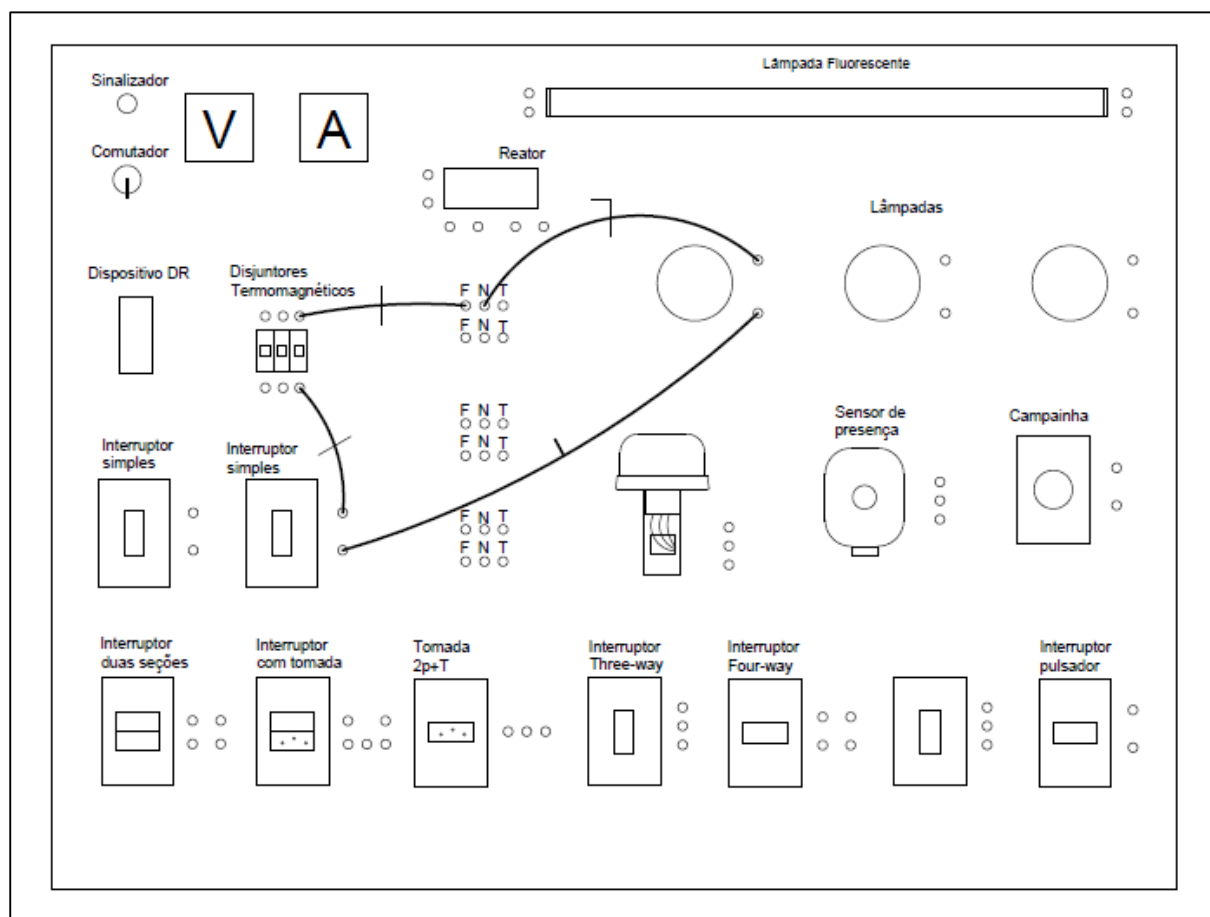 Lâmpada Fluorescente
Sinalizador
V
A
Comutador
Reator
Lâmpadas
Dispositivo DR
Disjuntores
Termomagnéticos
F N T
F N T
F N T
F N T
Sensor de
presença
Campainha
Interruptor
simples
Interruptor
simples
F N T
F N T
Interruptor
duas seções
Interruptor
com tomada
Tomada
2p+T
Interruptor
Three-way
Interruptor
Four-way
Interruptor
pulsador